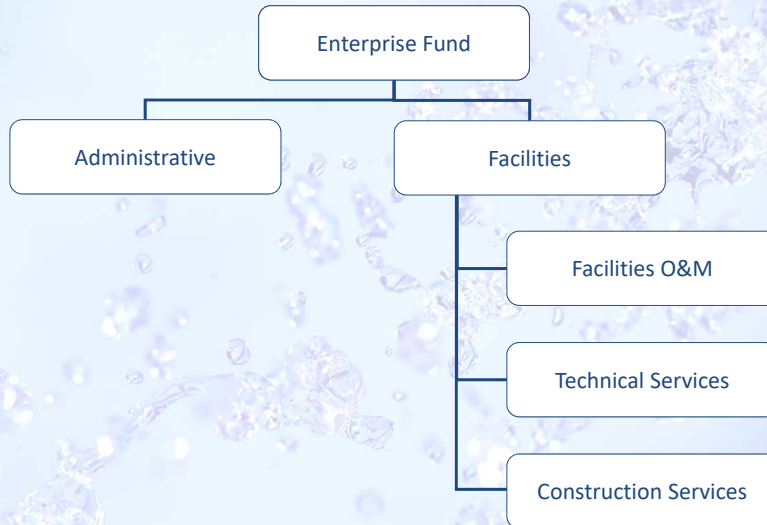 Enterprise Fund
Administrative
Facilities
Facilities O&M
Technical Services
Construction Services